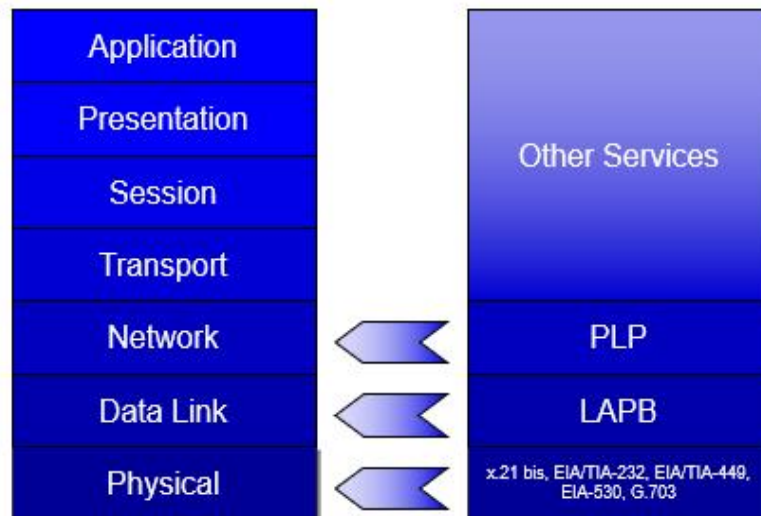 Application
Presentation
Session
Transport
Network
Data Link
Physical
Other Services
PLP
LAPB
x.21 bis, EIA/TIA-232, EIA/TIA-449,
EIA-530, G.703